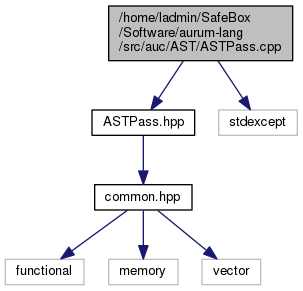 /home/ladmin/SafeBox
/Software/aurum-lang
/src/auc/AST/ASTPass.cpp
ASTPass.hpp
stdexcept
common.hpp
functional
memory
vector